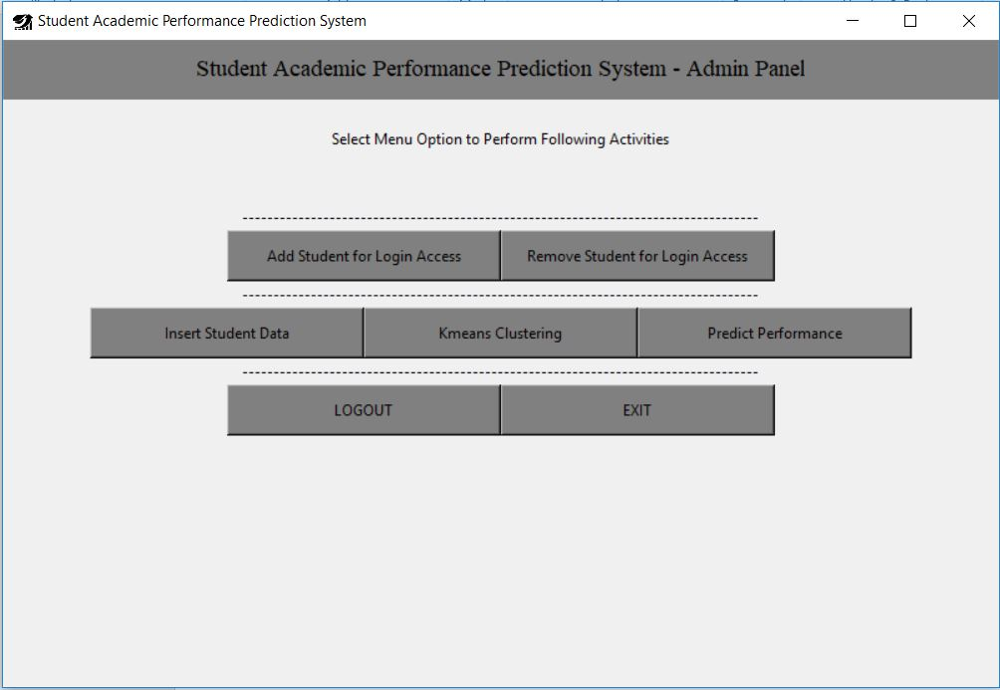 Student Academic Performance Prediction System
Student Academic Performance Prediction System - Admin Panel
Select Menu Option to Perform Following Activities
--------------------------------------------------------------------------
Add Student for Login Access Remove Student for Login Access
--------------------------------------------------------------------------
Insert Student Data Kmeans Clustering Predict Performance
--------------------------------------------------------------------------
LOGOUT EXIT